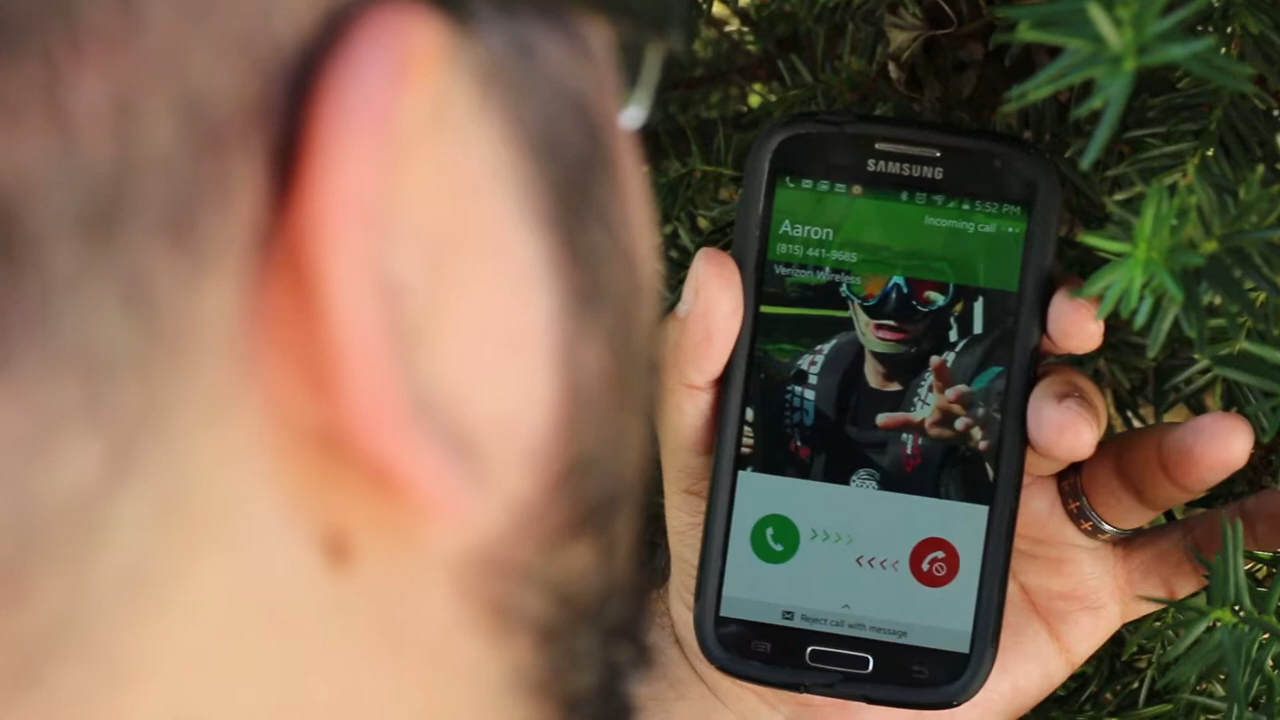 SAMSUNG
5:52 PM
Incoming call
Aaron
(815) 441-9685
Verizon Wireless
Reject call with message